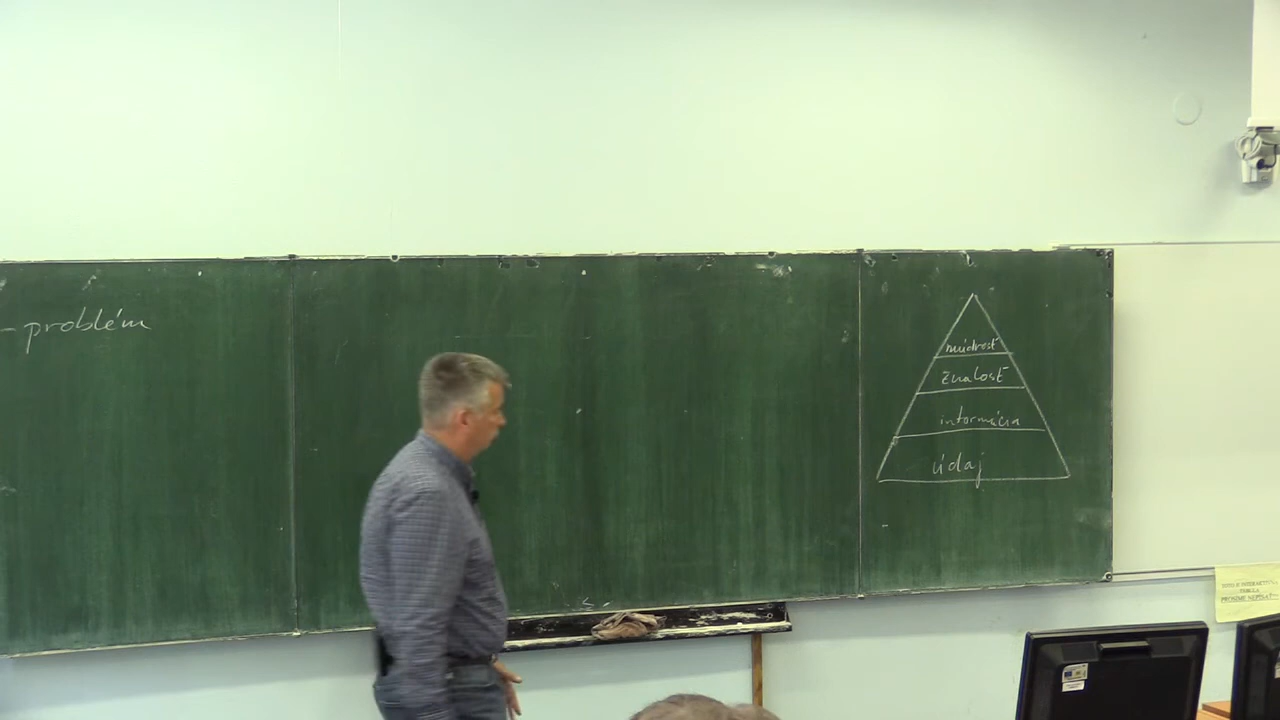 - problém
múdrosť
znalosť
informácia
údaj